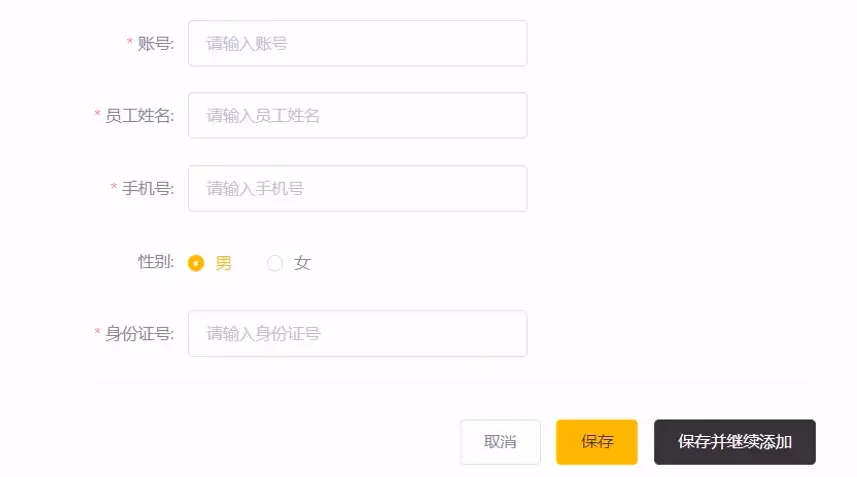 * 账号: 请输入账号
* 员工姓名: 请输入员工姓名
* 手机号: 请输入手机号
性别: 男 女
* 身份证号: 请输入身份证号
取消 保存 保存并继续添加